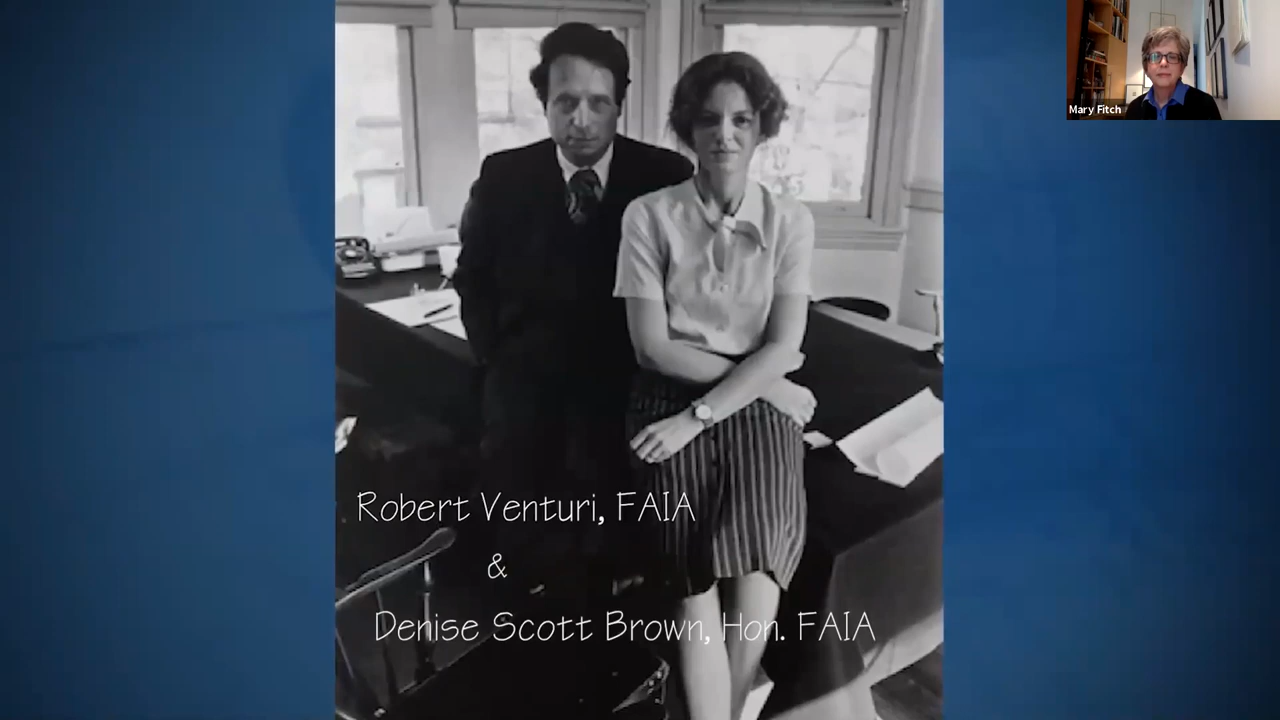 Mary Fitch
Robert Venturi, FAIA
&
Denise Scott Brown, Hon. FAIA